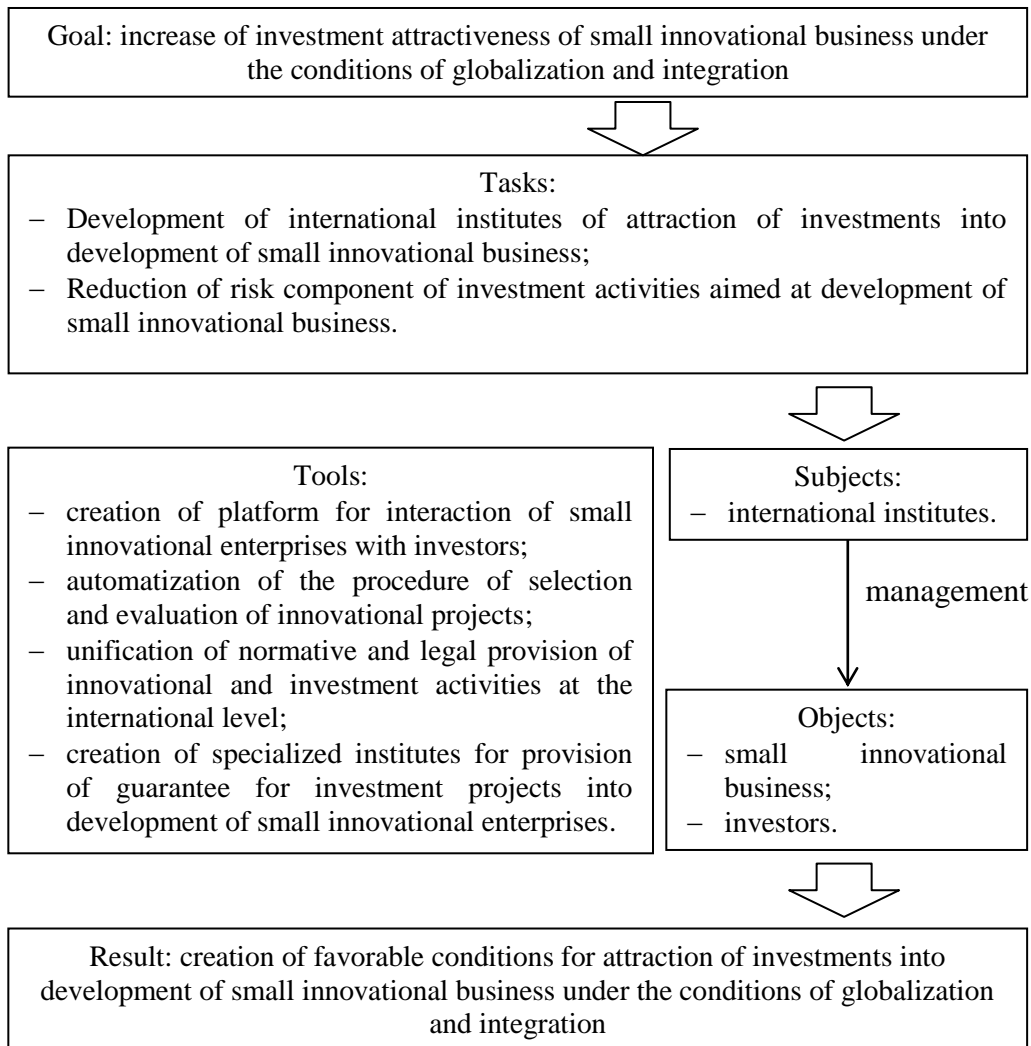 Goal: increase of investment attractiveness of small innovational business under
the conditions of globalization and integration
Tasks:
− Development of international institutes of attraction of investments into
development of small innovational business;
− Reduction of risk component of investment activities aimed at development of
small innovational business.
Tools:
− creation of platform for interaction of small
innovational enterprises with investors;
− automatization of the procedure of selection
and evaluation of innovational projects;
− unification of normative and legal provision of
innovational and investment activities at the
international level;
− creation of specialized institutes for provision
of guarantee for investment projects into
development of small innovational enterprises.
Subjects:
− international institutes.
management
Objects:
− small innovational
business;
− investors.
Result: creation of favorable conditions for attraction of investments into
development of small innovational business under the conditions of globalization
and integration